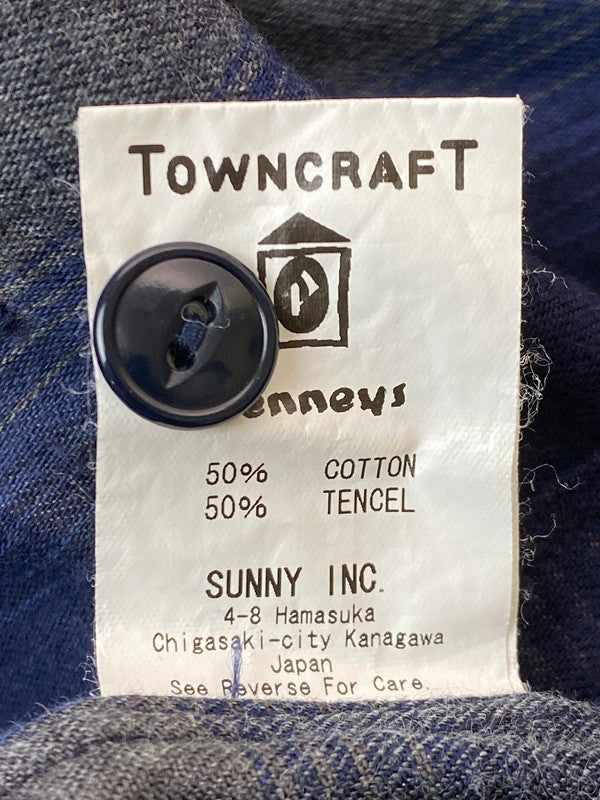 TOWNCRAFT
enneys
50% COTTON
50% TENCEL
SUNNY INC.
4-8 Hamasuka
Chigasaki-city Kanagawa
Japan
See Reverse For Care.